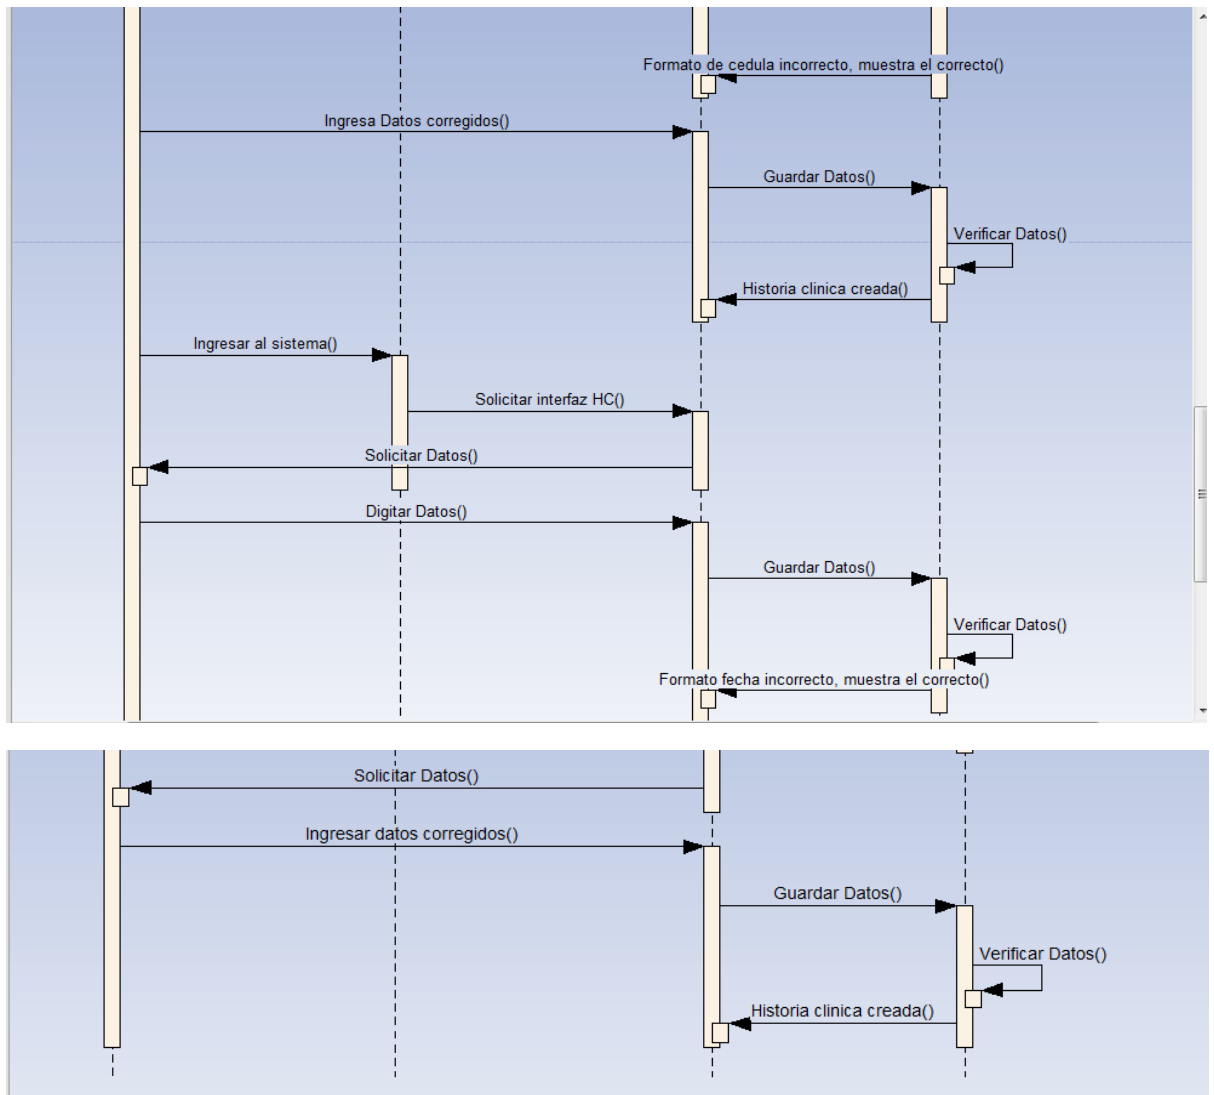 Formato de cedula incorrecto, muestra el correcto()
Ingresa Datos corregidos()
Guardar Datos()
Verificar Datos()
Historia clinica creada()
Ingresar al sistema()
Solicitar interfaz HC()
Solicitar Datos()
Digitar Datos()
Guardar Datos()
Verificar Datos()
Formato fecha incorrecto, muestra el correcto()
Solicitar Datos()
Ingresar datos corregidos()
Guardar Datos()
Verificar Datos()
Historia clinica creada()